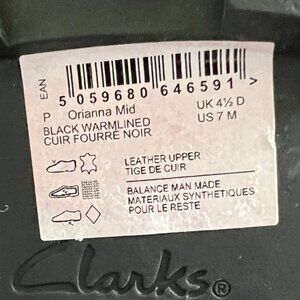 EAN
5 059680 646591 >
P Orianna Mid UK 4½ D
BLACK WARMLINED US 7 M
CUIR FOURRE NOIR
LEATHER UPPER
TIGE DE CUIR
BALANCE MAN MADE
MATERIAUX SYNTHETIQUES
POUR LE RESTE
Clarks®